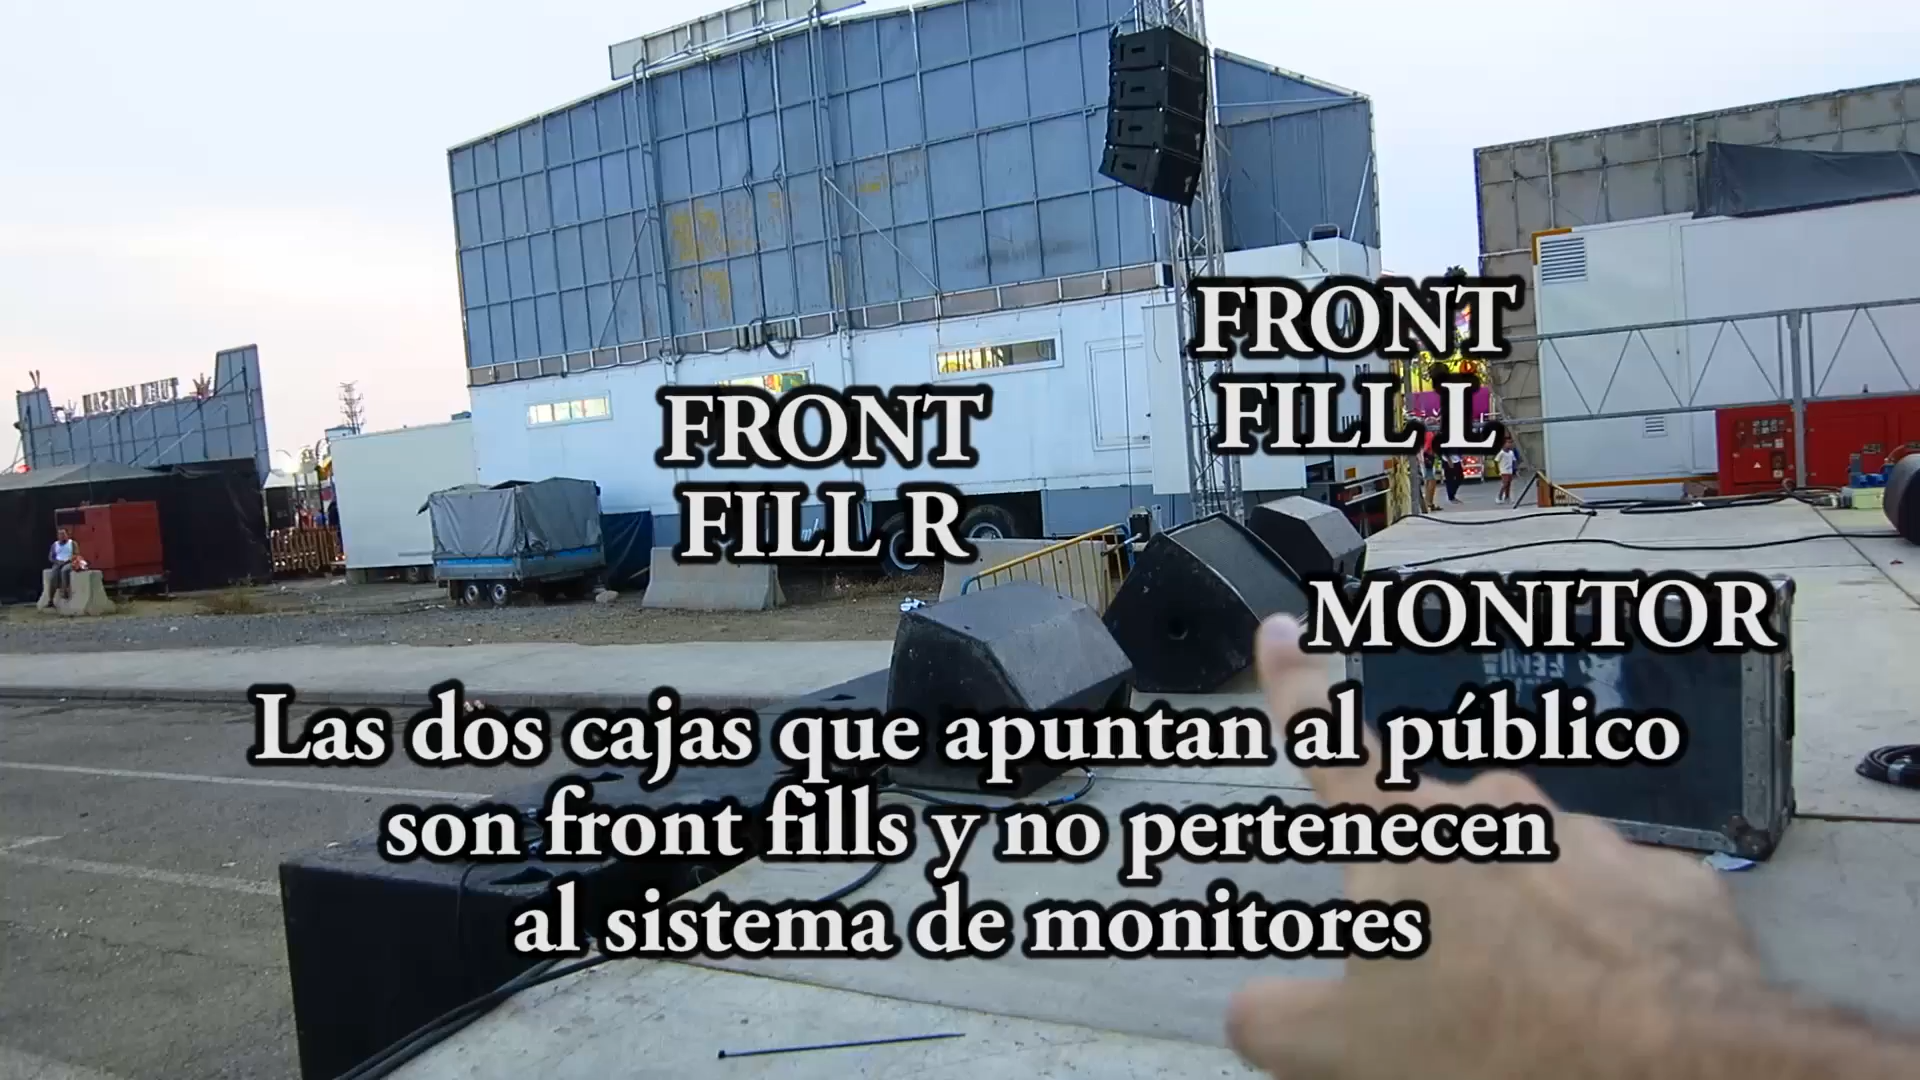 FRONT
FILL L
FRONT
FILL R
MONITOR
Las dos cajas que apuntan al público
son front fills y no pertenecen
al sistema de monitores